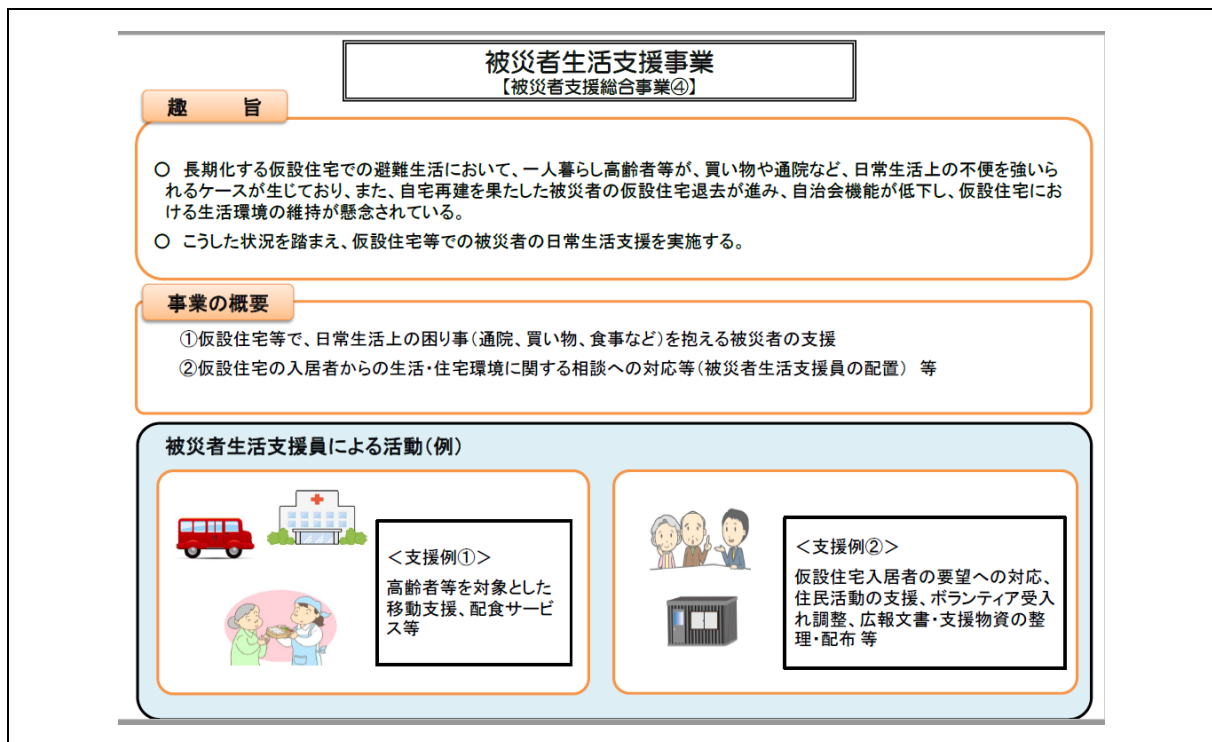 被災者生活支援事業
【被災者支援総合事業④】
趣　　旨
○ 長期化する仮設住宅での避難生活において、一人暮らし高齢者等が、買い物や通院など、日常生活上の不便を強いら
れるケースが生じており、また、自宅再建を果たした被災者の仮設住宅退去が進み、自治会機能が低下し、仮設住宅にお
ける生活環境の維持が懸念されている。
○ こうした状況を踏まえ、仮設住宅等での被災者の日常生活支援を実施する。
事業の概要
①仮設住宅等で、日常生活上の困り事(通院、買い物、食事など)を抱える被災者の支援
②仮設住宅の入居者からの生活・住宅環境に関する相談への対応等(被災者生活支援員の配置) 等
被災者生活支援員による活動(例)
＜支援例①＞
高齢者等を対象とした
移動支援、配食サービ
ス等
＜支援例②＞
仮設住宅入居者の要望への対応、
住民活動の支援、ボランティア受入
れ調整、広報文書・支援物資の整
理・配布 等